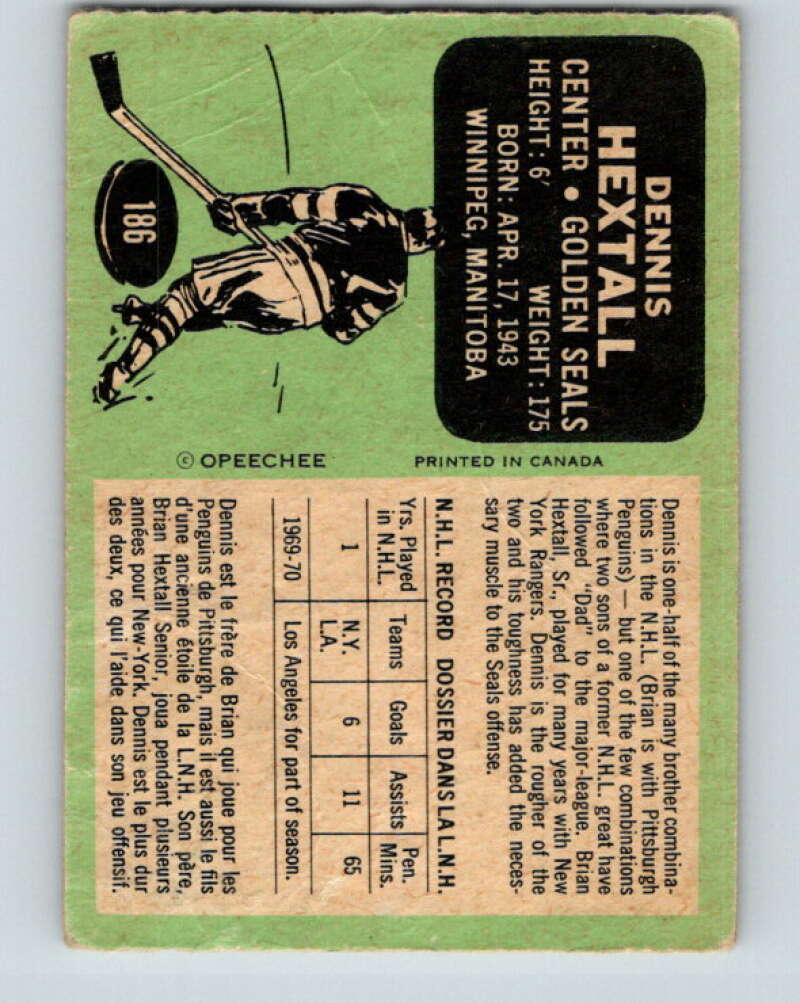 DENNIS
HEXTALL
CENTER • GOLDEN SEALS
HEIGHT: 6′ WEIGHT: 175
BORN: APR. 17, 1943
WINNIPEG, MANITOBA
186
© OPEECHEE PRINTED IN CANADA
Dennis is one-half of the many brother combina-
tions in the N.H.L. (Brian is with Pittsburgh
Penguins) — but one of the few combinations
where two sons of a former N.H.L. great have
followed "Dad" to the major-league. Brian
Hextall, Sr., played for many years with New
York Rangers. Dennis is the rougher of the
two and his toughness has added the neces-
sary muscle to the Seals offense.
N.H.L. RECORD DOSSIER DANS LA L.N.H.
Yrs. Played in N.H.L. Teams Goals Assists Pen. Mins.
1 N.Y. L.A. 6 11 65
1969-70 Los Angeles for part of season.
Dennis est le frère de Brian qui joue pour les
Penguins de Pittsburgh, mais il est aussi le fils
d'une ancienne étoile de la L.N.H. Son père,
Brian Hextall Senior, joua pendant plusieurs
années pour New-York. Dennis est le plus dur
des deux, ce qui l'aide dans son jeu offensif.